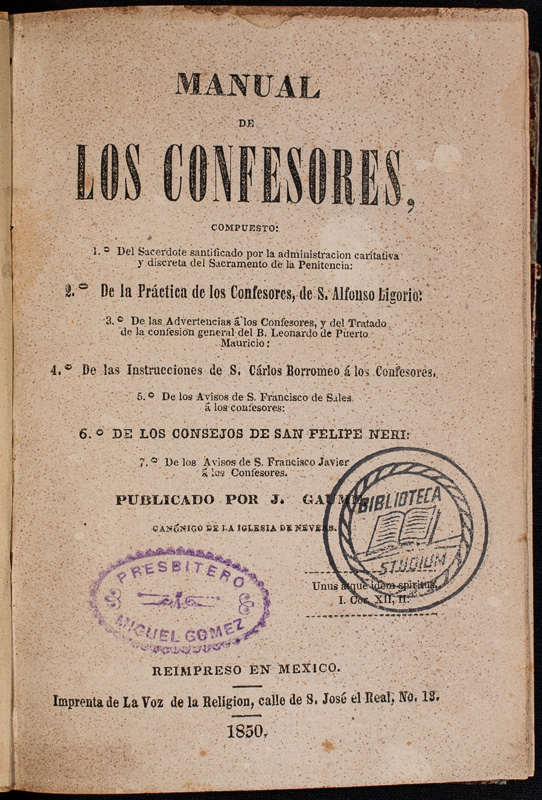 MANUAL
DE
LOS CONFESORES,
COMPUESTO:
1.º Del Sacerdote santificado por la administracion caritativa
y discreta del Sacramento de la Penitencia:
2.º De la Práctica de los Confesores, de S. Alfonso Ligorio:
3.º De las Advertencias á los Confesores, y del Tratado
de la confesion general del B. Leonardo de Puerto
Mauricio:
4.º De las Instrucciones de S. Cárlos Borromeo á los Confesores.
5.º De los Avisos de S. Francisco de Sales
á los confesores:
6.º DE LOS CONSEJOS DE SAN FELIPE NERI:
7.º De los Avisos de S. Francisco Javier
á los Confesores.
PUBLICADO POR J. GAUME
CANÓNIGO DE LA IGLESIA DE NEVERS.
BIBLIOTECA
STUDIUM
PRESBITERO
MIGUEL GOMEZ
Unus atque idem spiritus.
I. Cor. XII, II.
REIMPRESO EN MEXICO.
Imprenta de La Voz de la Religion, calle de S. José el Real, No. 13.
1850.